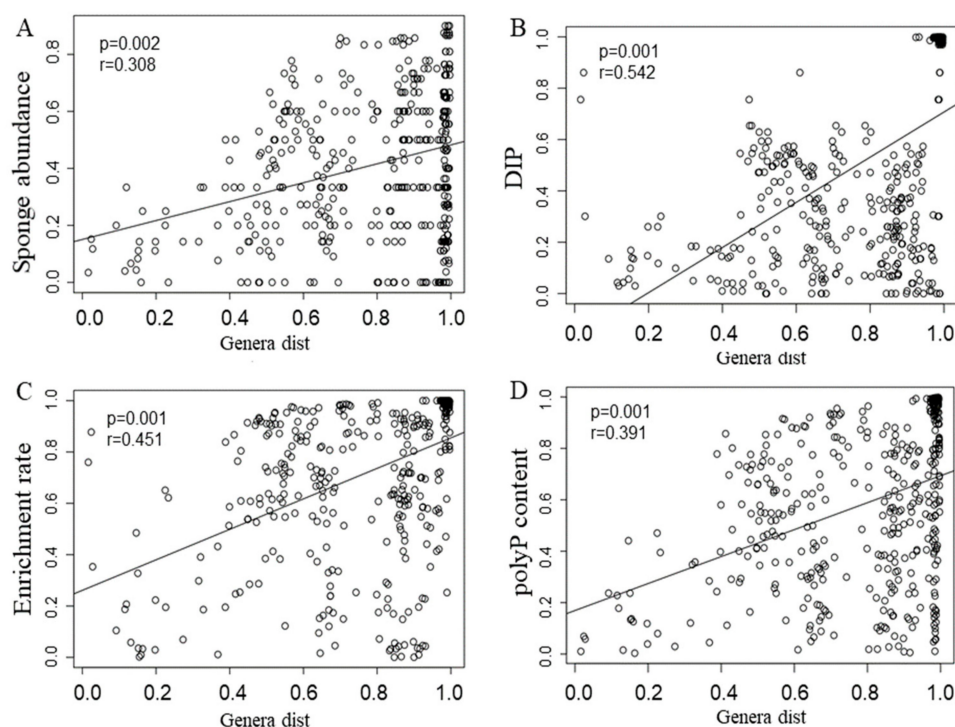 A
p=0.002
r=0.308
Sponge abundance
0.0 0.2 0.4 0.6 0.8
0.0 0.2 0.4 0.6 0.8 1.0
Genera dist
B
p=0.001
r=0.542
DIP
0.0 0.2 0.4 0.6 0.8 1.0
0.0 0.2 0.4 0.6 0.8 1.0
Genera dist
C
p=0.001
r=0.451
Enrichment rate
0.0 0.2 0.4 0.6 0.8 1.0
0.0 0.2 0.4 0.6 0.8 1.0
Genera dist
D
p=0.001
r=0.391
polyP content
0.0 0.2 0.4 0.6 0.8 1.0
0.0 0.2 0.4 0.6 0.8 1.0
Genera dist